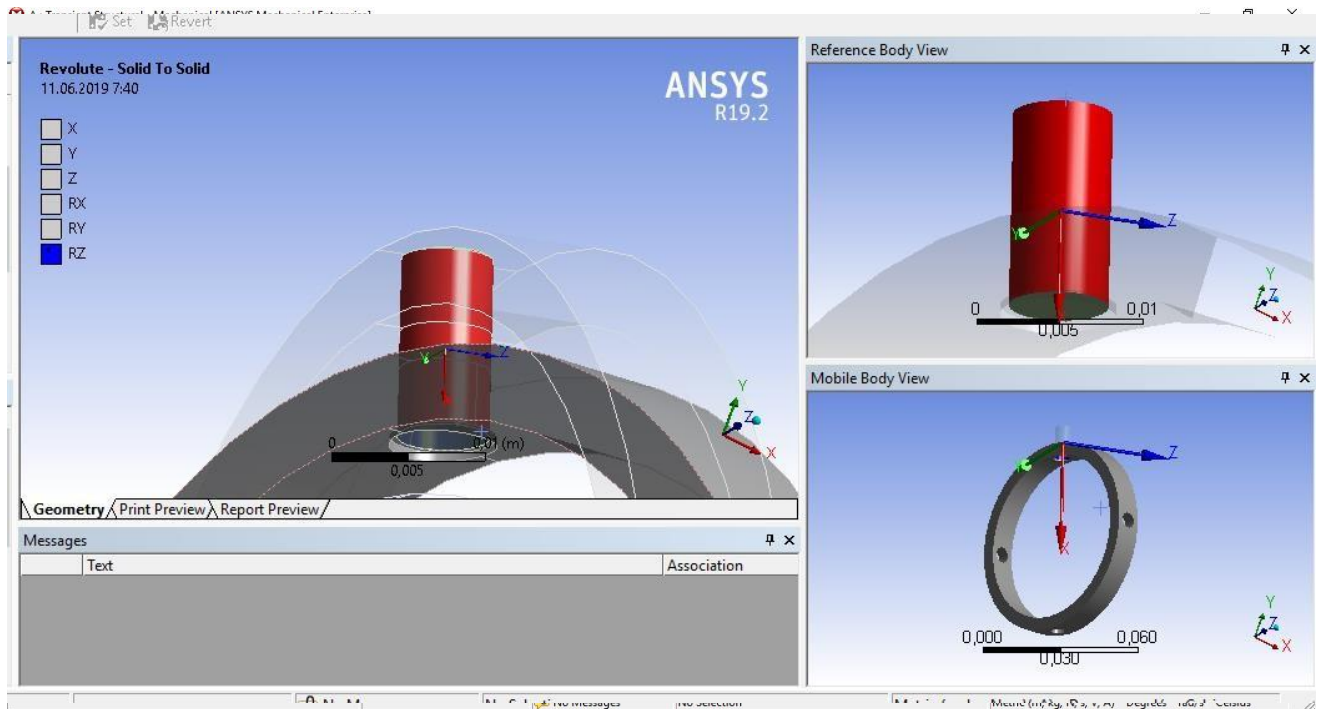 Set Revert
Revolute - Solid To Solid
11.06.2019 7:40
ANSYS
R19.2
X
Y
Z
RX
RY
RZ
Y
Z
0
0,01 (m)
0,005
Y
Z
X
Geometry Print Preview Report Preview
Messages
Text
Association
Reference Body View
Y
Z
0
0,01
0,005
Y
Z
X
Mobile Body View
Y
Z
X
0,000
0,060
0,030
Y
Z
X
No Messages
No Selection